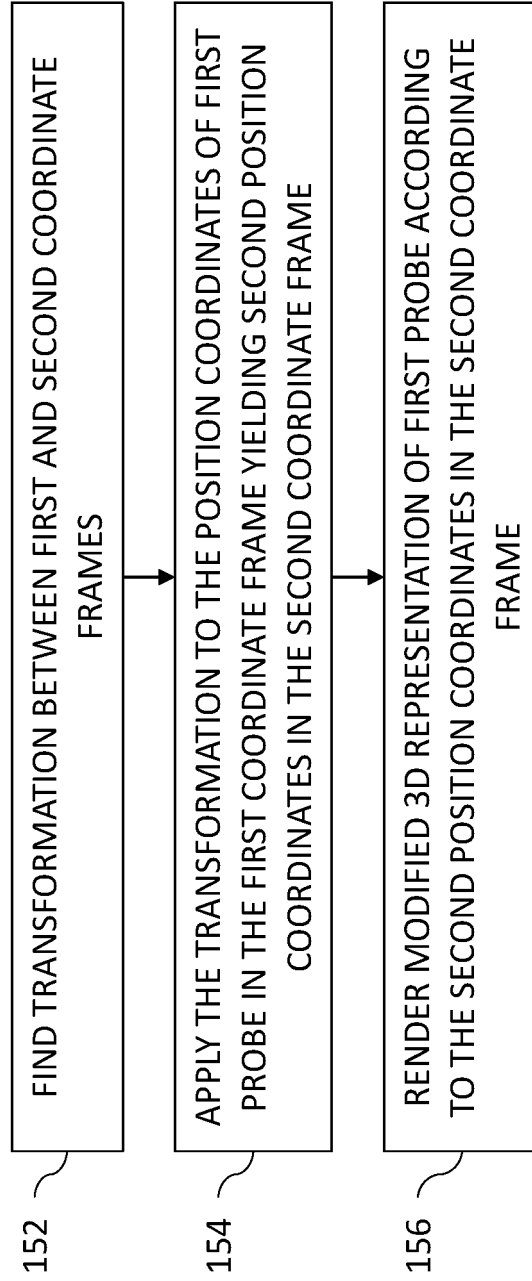 152
FIND TRANSFORMATION BETWEEN FIRST AND SECOND COORDINATE
FRAMES
154
APPLY THE TRANSFORMATION TO THE POSITION COORDINATES OF FIRST
PROBE IN THE FIRST COORDINATE FRAME YIELDING SECOND POSITION
COORDINATES IN THE SECOND COORDINATE FRAME
156
RENDER MODIFIED 3D REPRESENTATION OF FIRST PROBE ACCORDING
TO THE SECOND POSITION COORDINATES IN THE SECOND COORDINATE
FRAME